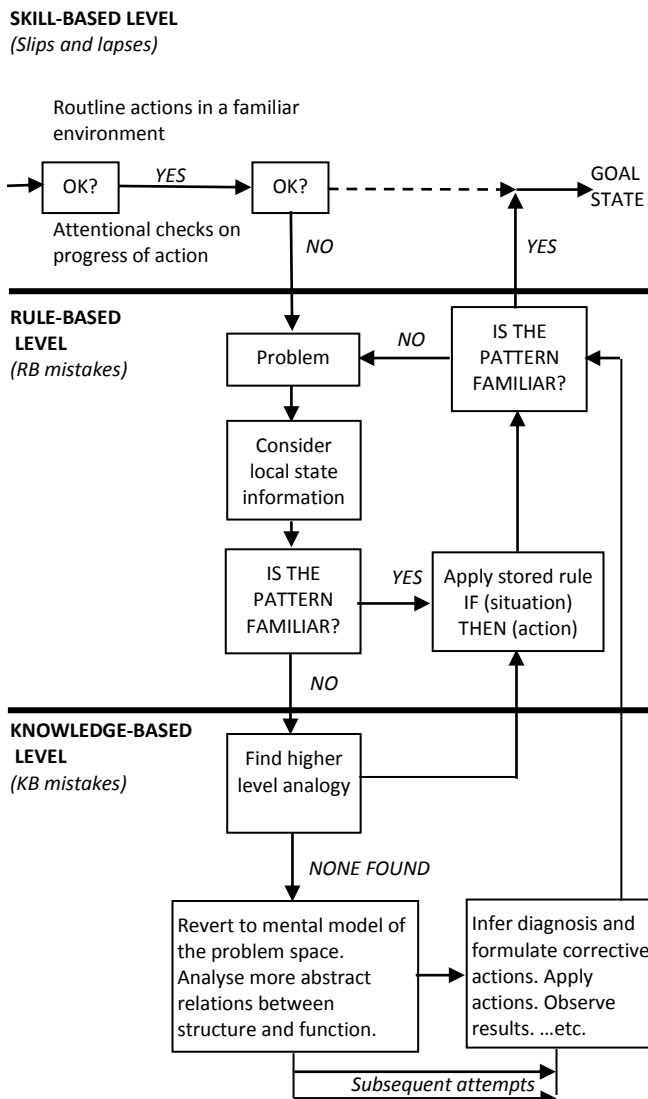 SKILL-BASED LEVEL
(Slips and lapses)
Routine actions in a familiar
environment
OK?
YES
OK?
GOAL
STATE
Attentional checks on
progress of action
NO
YES
RULE-BASED
LEVEL
(RB mistakes)
Problem
NO
IS THE
PATTERN
FAMILIAR?
Consider
local state
information
IS THE
PATTERN
FAMILIAR?
YES
Apply stored rule
IF (situation)
THEN (action)
NO
KNOWLEDGE-BASED
LEVEL
(KB mistakes)
Find higher
level analogy
NONE FOUND
Revert to mental model of
the problem space.
Analyse more abstract
relations between
structure and function.
Infer diagnosis and
formulate corrective
actions. Apply
actions. Observe
results. ...etc.
Subsequent attempts